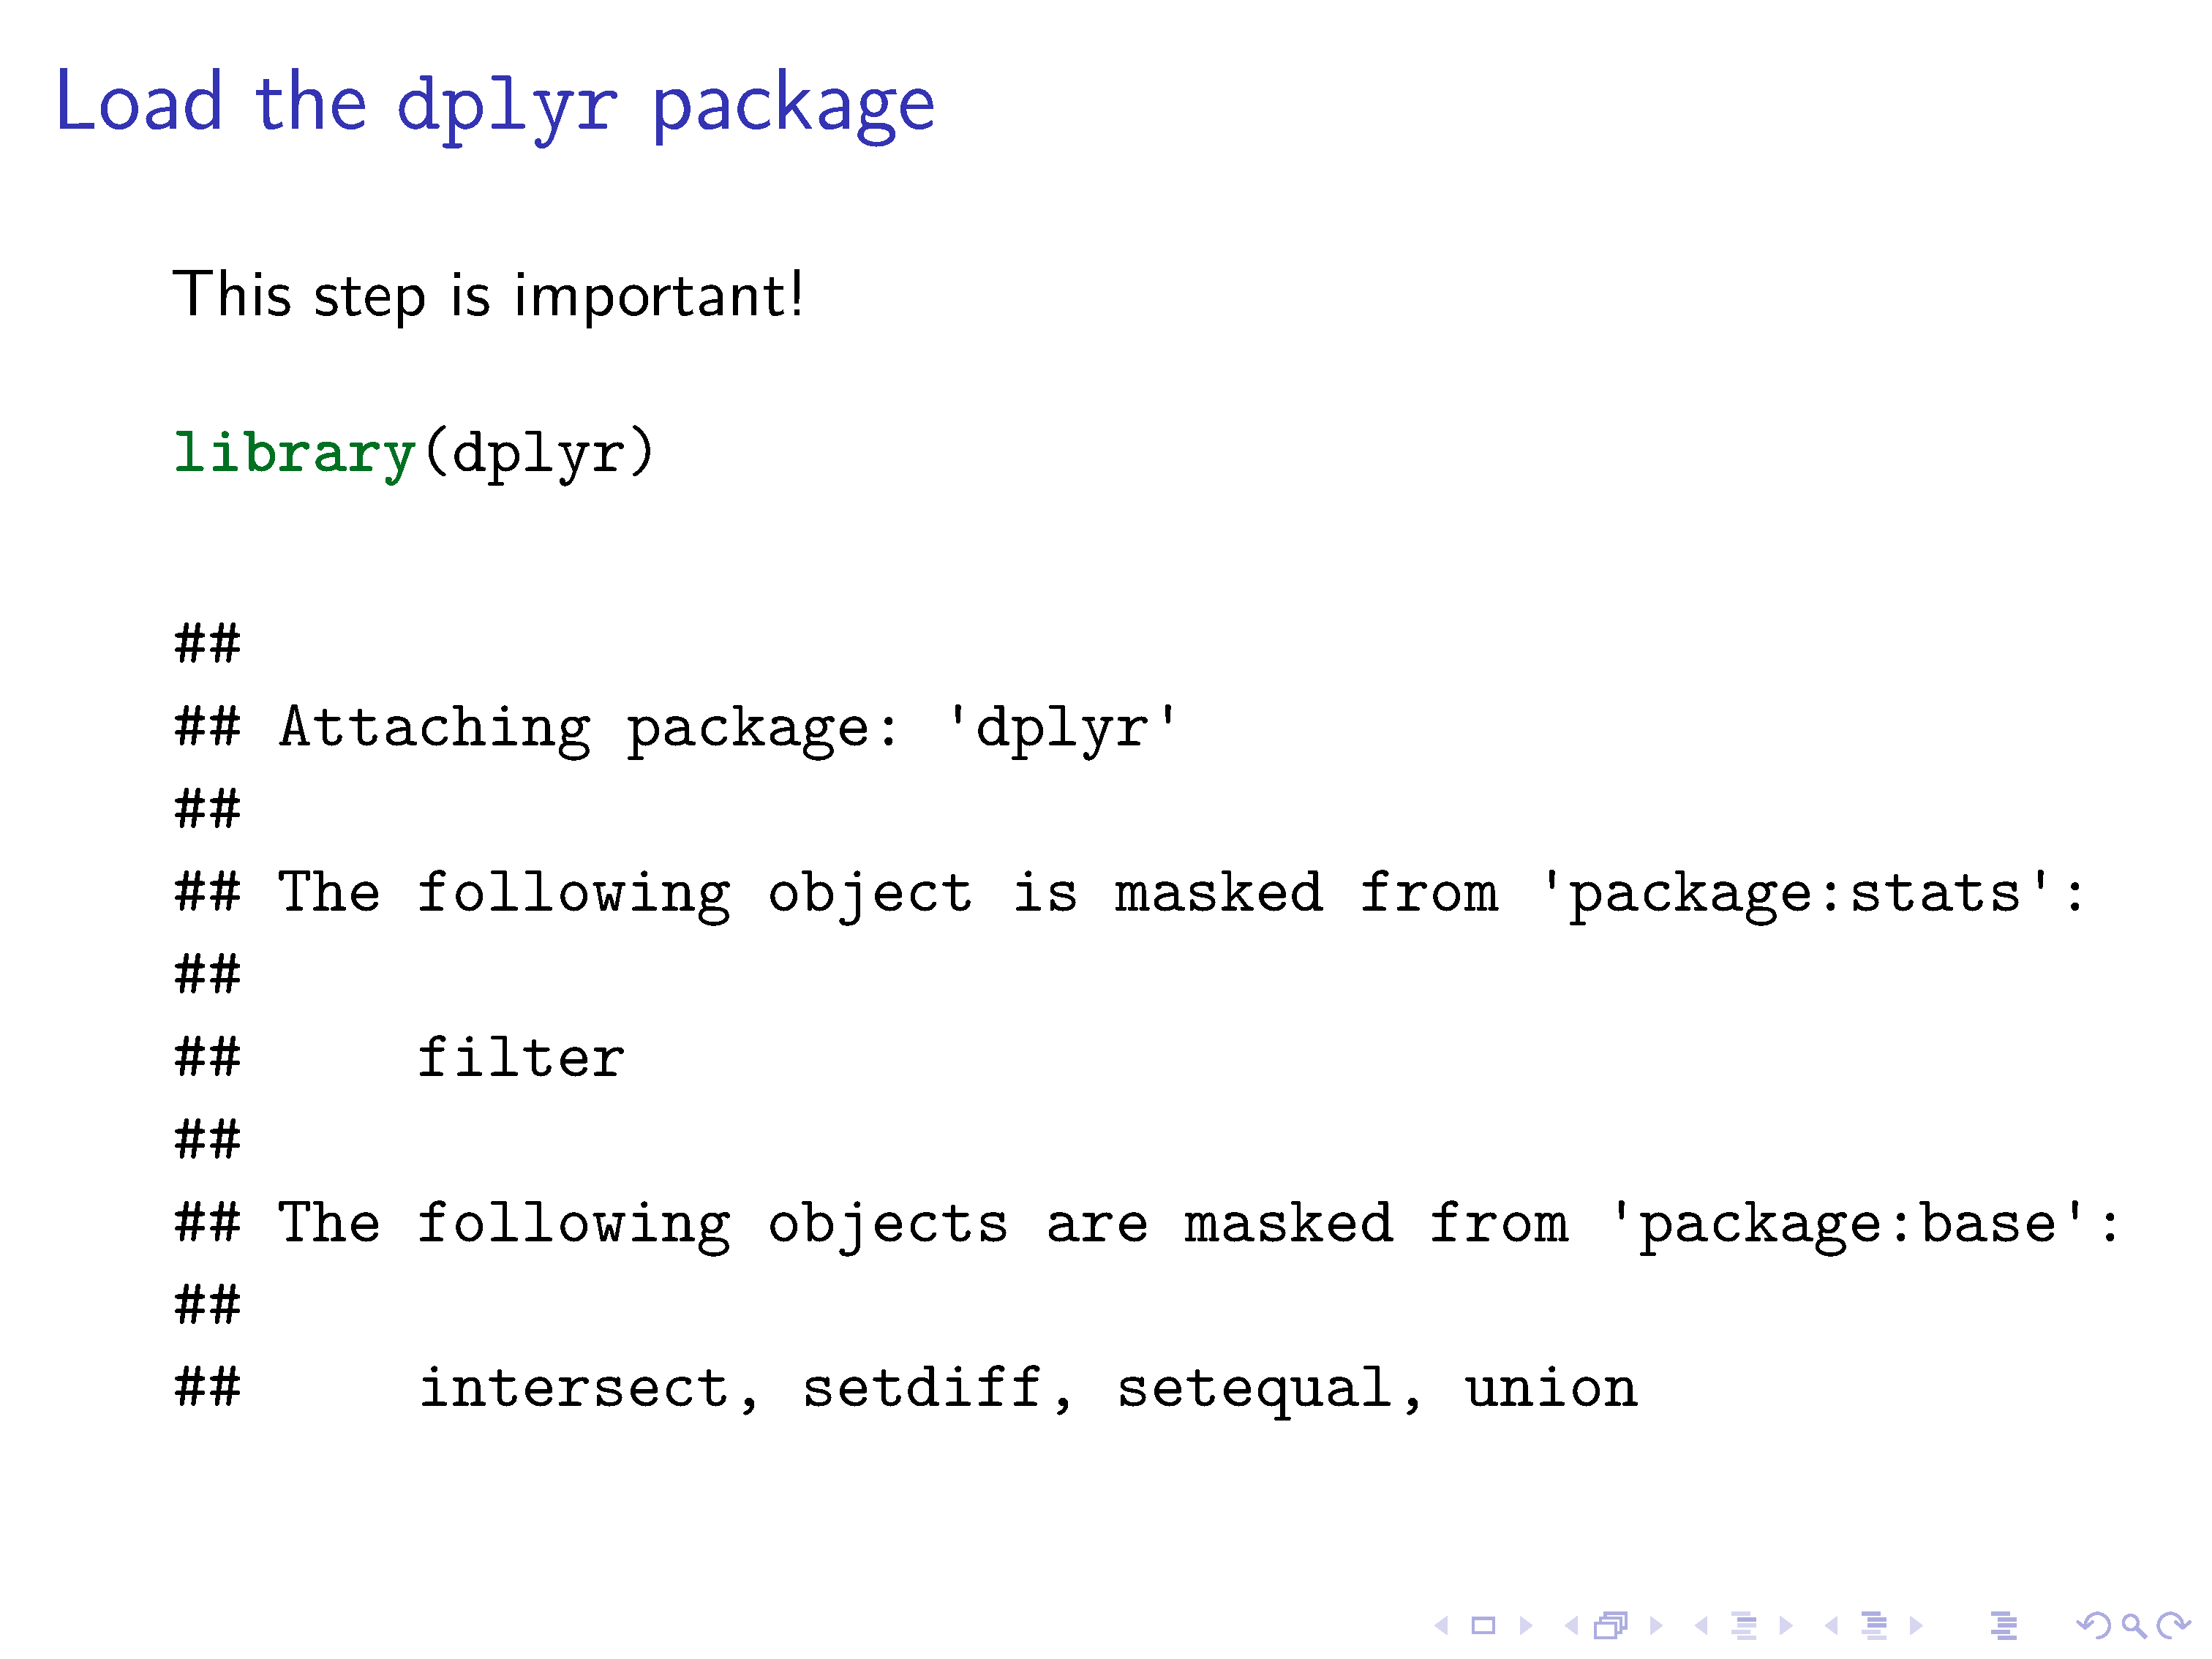 Load the dplyr package
This step is important!
library(dplyr)
##
## Attaching package: 'dplyr'
##
## The following object is masked from 'package:stats':
##
##     filter
##
## The following objects are masked from 'package:base':
##
##     intersect, setdiff, setequal, union